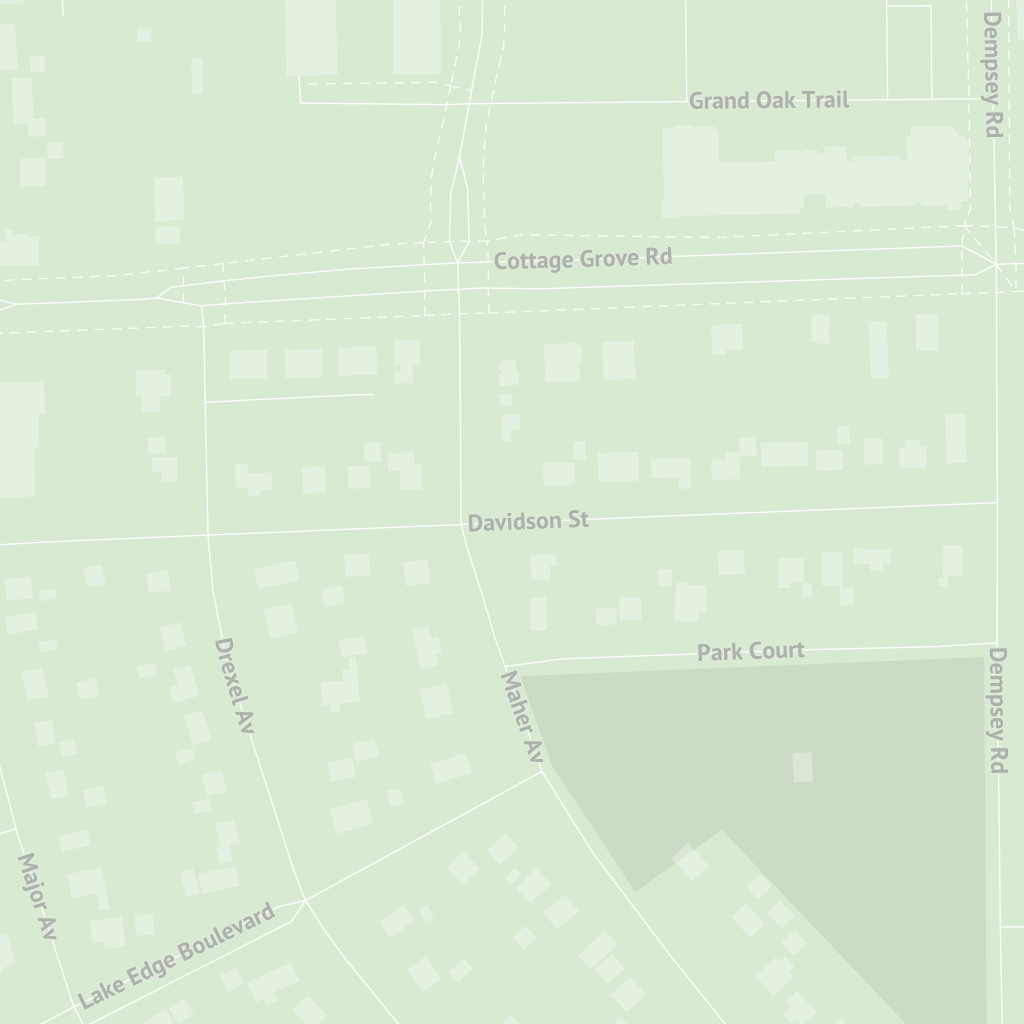 Dempsey Rd
Grand Oak Trail
Cottage Grove Rd
Davidson St
Park Court
Drexel Av
Maher Av
Dempsey Rd
Major Av
Lake Edge Boulevard